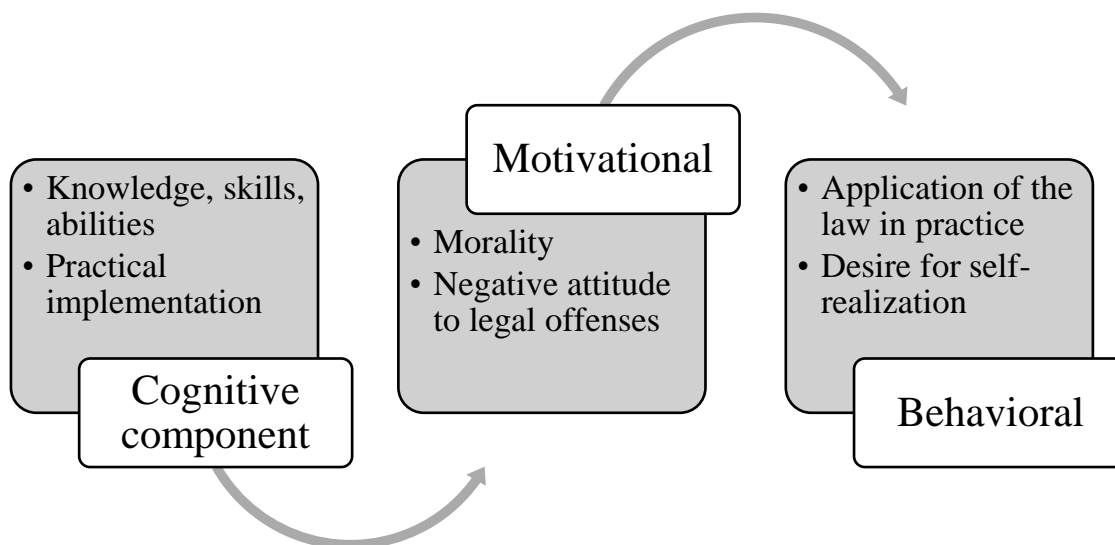 • Knowledge, skills,
abilities
• Practical
implementation
Cognitive
component
Motivational
• Morality
• Negative attitude
to legal offenses
• Application of the
law in practice
• Desire for self-
realization
Behavioral